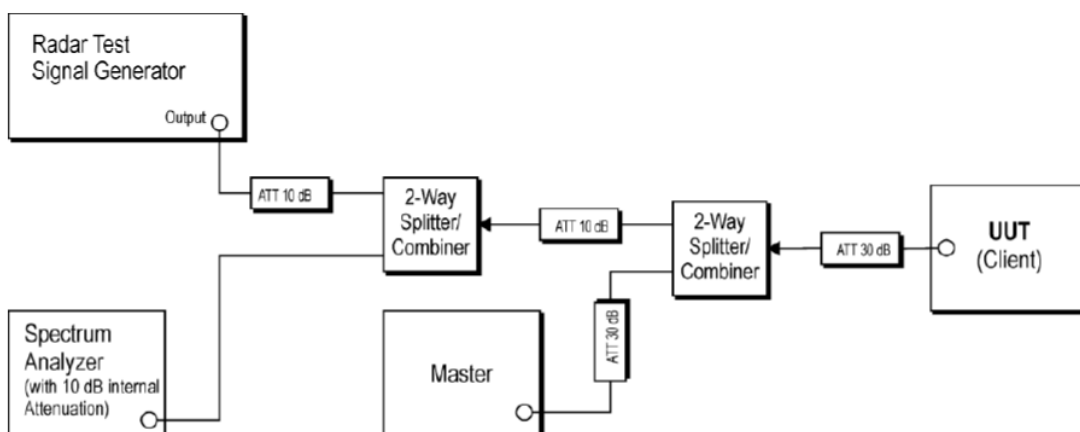 Radar Test
Signal Generator
Output
ATT 10 dB
2-Way
Splitter/
Combiner
ATT 10 dB
2-Way
Splitter/
Combiner
ATT 30 dB
UUT
(Client)
Spectrum
Analyzer
(with 10 dB internal
Attenuation)
Master
ATT 30 dB